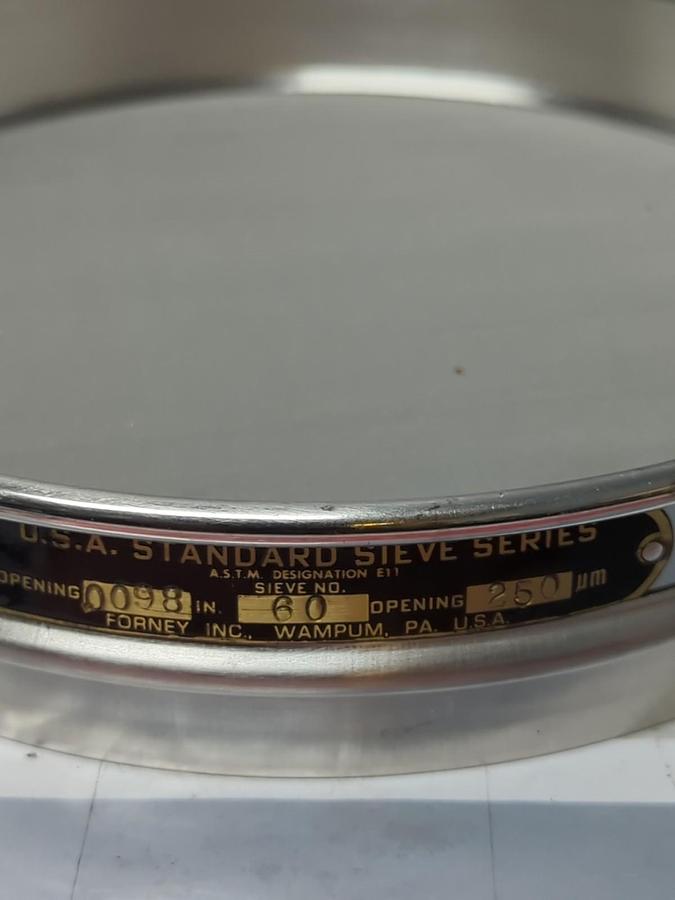 U.S.A. STANDARD SIEVE SERIES
A.S.T.M. DESIGNATION E11
SIEVE NO.
OPENING 0098 IN. 60 OPENING 250 µm
FORNEY INC., WAMPUM, PA. U.S.A.